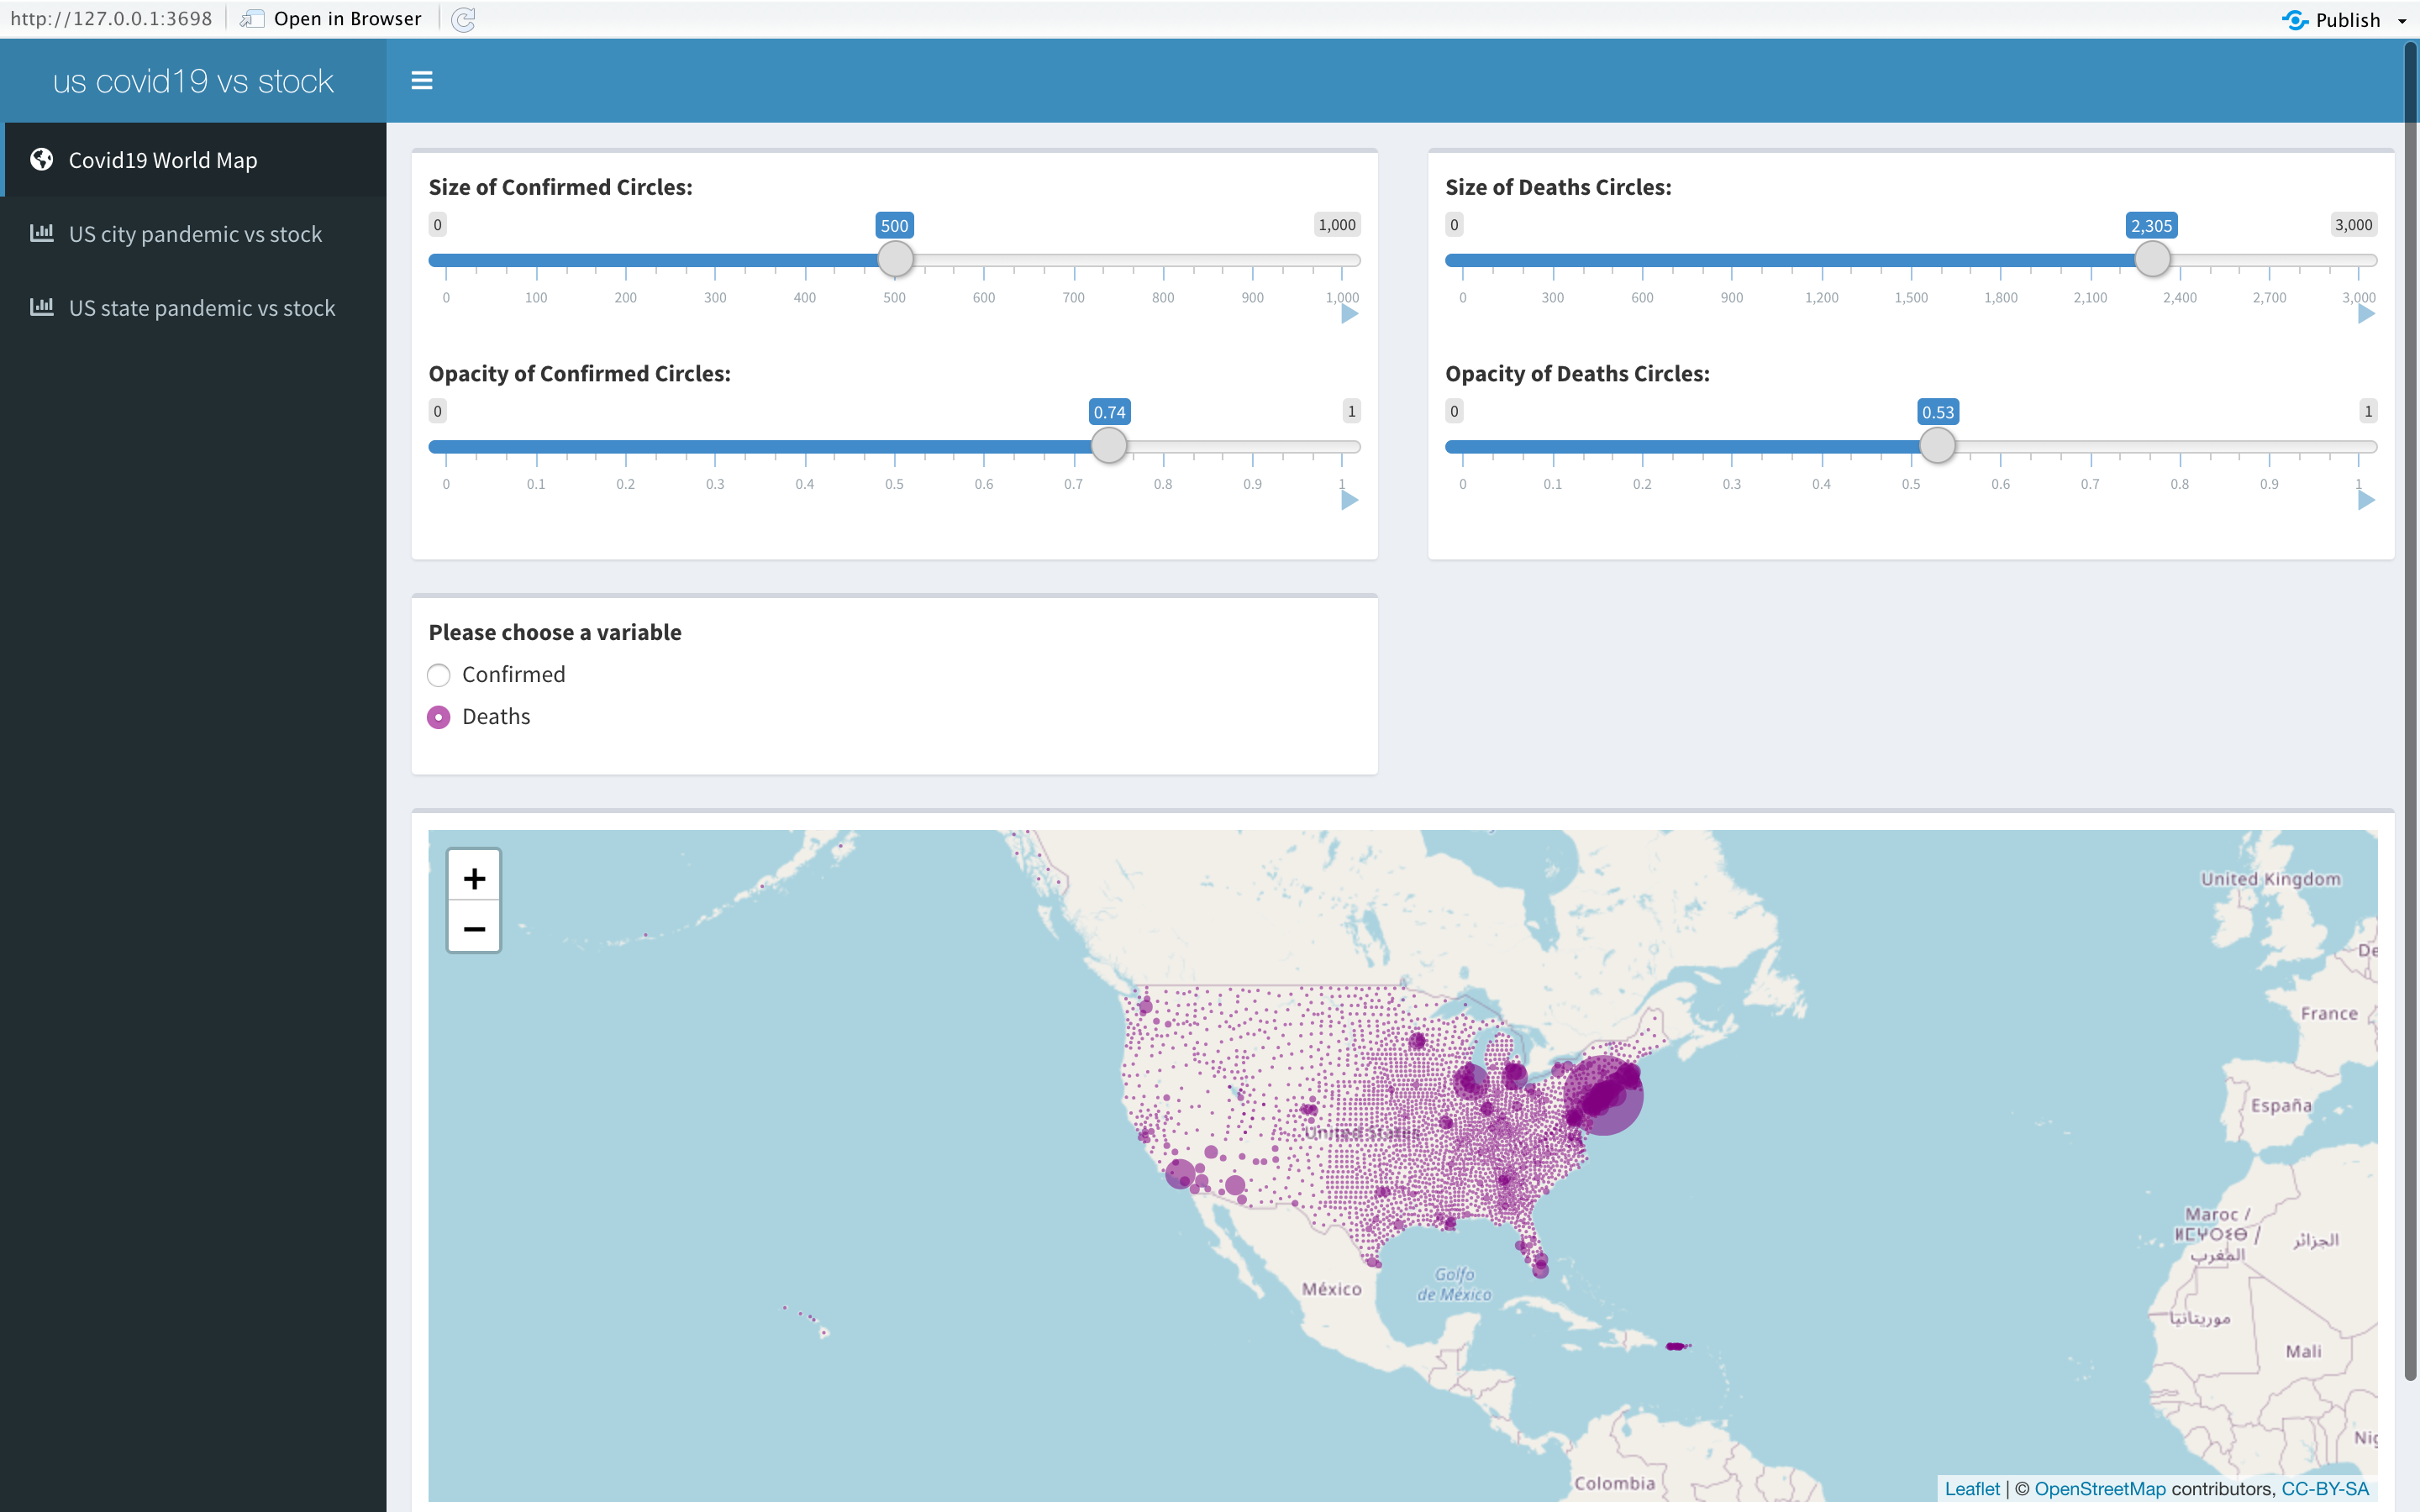 http://127.0.0.1:3698 Open in Browser Publish
us covid19 vs stock
Covid19 World Map
US city pandemic vs stock
US state pandemic vs stock
Size of Confirmed Circles:
0 500 1,000
0 100 200 300 400 500 600 700 800 900 1,000
Opacity of Confirmed Circles:
0 0.74 1
0 0.1 0.2 0.3 0.4 0.5 0.6 0.7 0.8 0.9 1
Size of Deaths Circles:
0 2,305 3,000
0 300 600 900 1,200 1,500 1,800 2,100 2,400 2,700 3,000
Opacity of Deaths Circles:
0 0.53 1
0 0.1 0.2 0.3 0.4 0.5 0.6 0.7 0.8 0.9 1
Please choose a variable
Confirmed
Deaths
+
−
United Kingdom
De
France
España
United States
Maroc /
ⵍⵎⵖⵔⵉⴱ /
المغرب
الجزائر
México
Golfo
de México
موريتانيا
Mali
Nig
Colombia
Leaflet | © OpenStreetMap contributors, CC-BY-SA